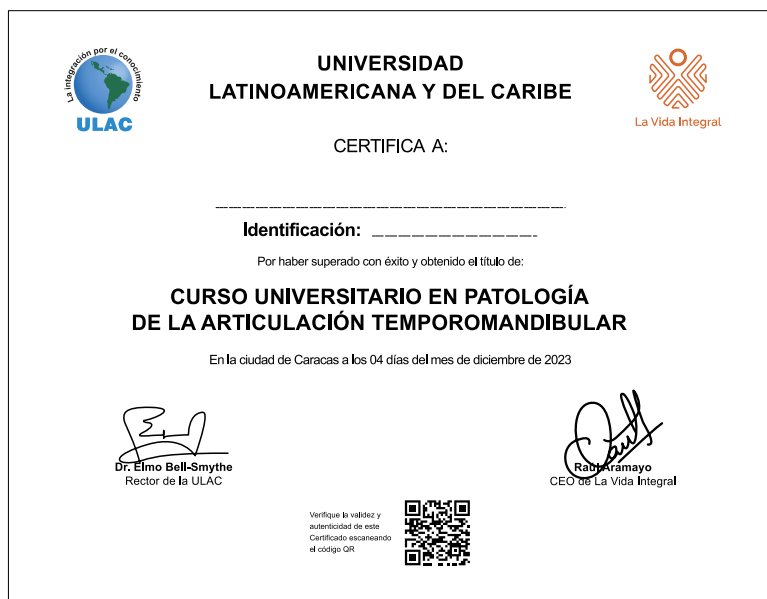 La integración por el conocimiento
ULAC
UNIVERSIDAD
LATINOAMERICANA Y DEL CARIBE
La Vida Integral
CERTIFICA A:
Identificación:
Por haber superado con éxito y obtenido el título de:
CURSO UNIVERSITARIO EN PATOLOGÍA
DE LA ARTICULACIÓN TEMPOROMANDIBULAR
En la ciudad de Caracas a los 04 días del mes de diciembre de 2023
Dr. Elmo Bell-Smythe
Rector de la ULAC
Raúl Aramayo
CEO de La Vida Integral
Verifique la validez y
autenticidad de este
Certificado escaneando
el código QR